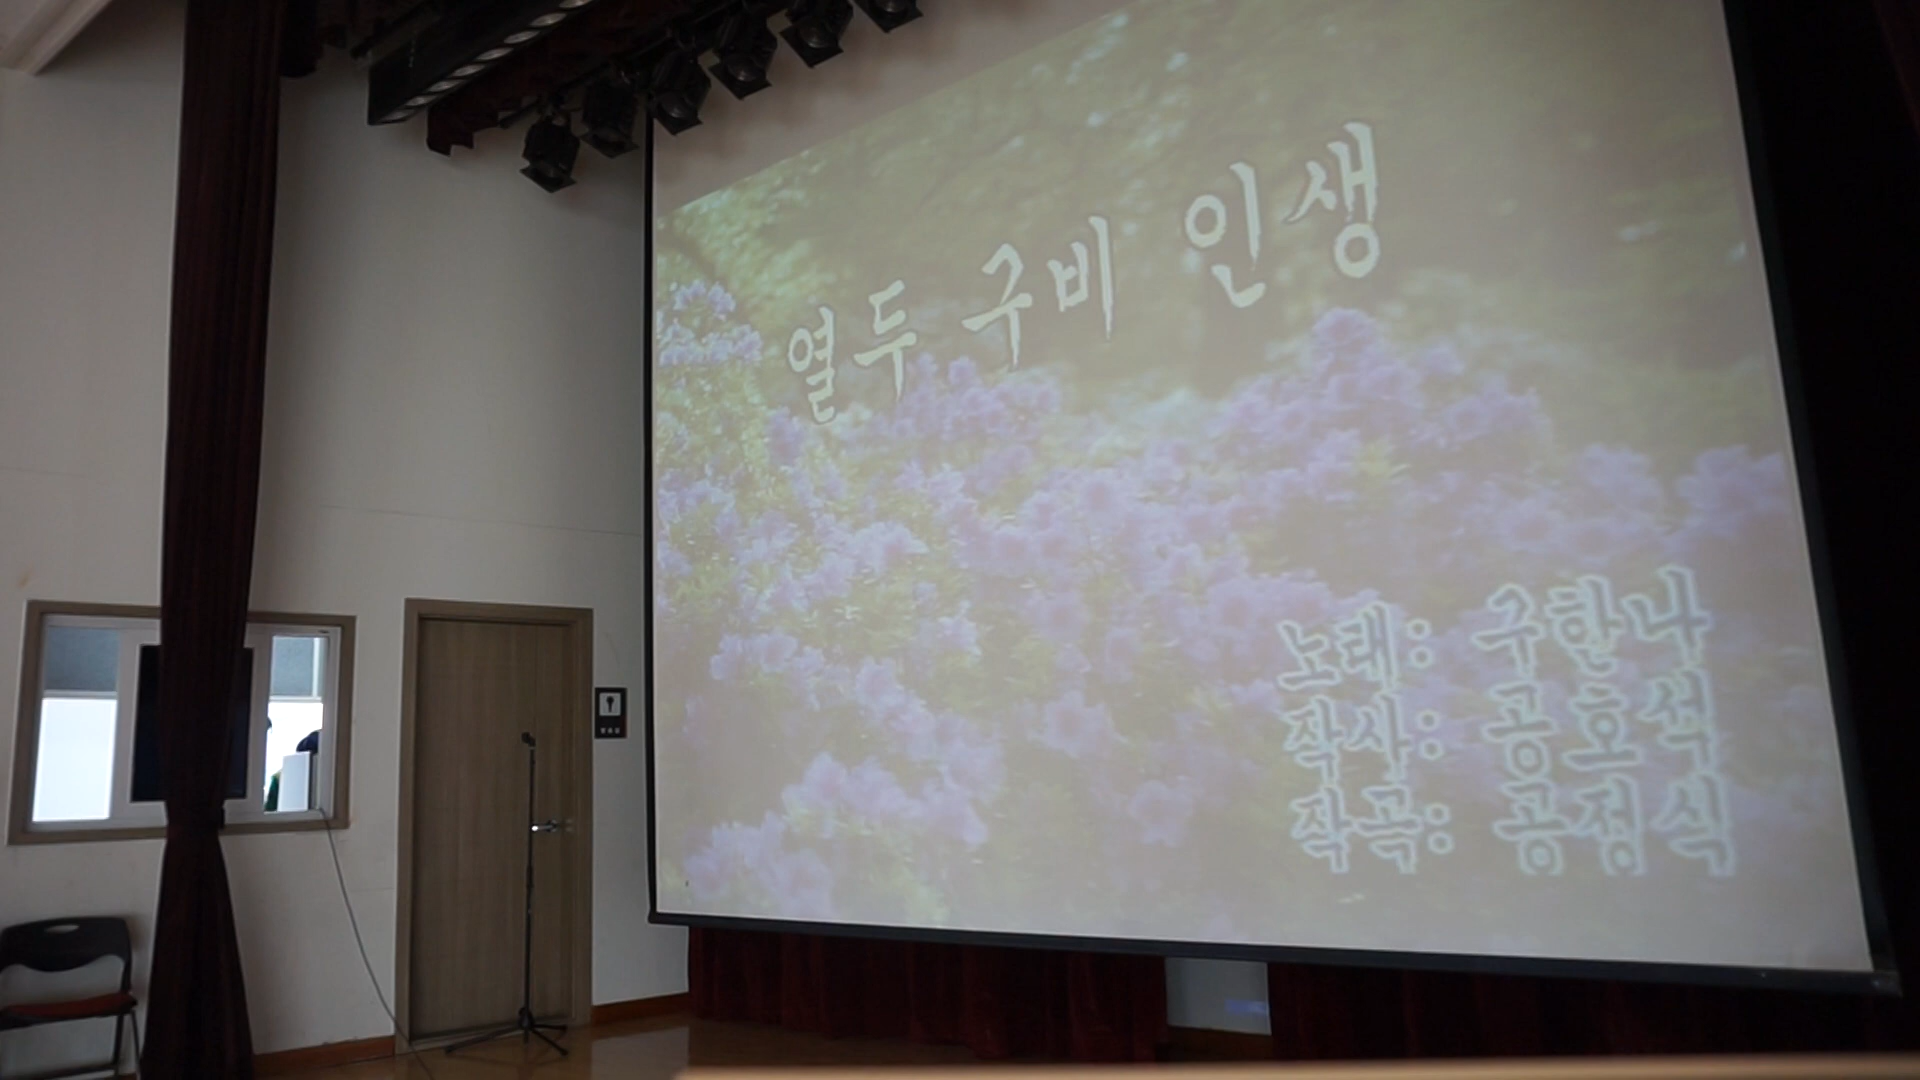 열두 구비 인생
노래: 구한나
작사: 공호석
작곡: 공정식